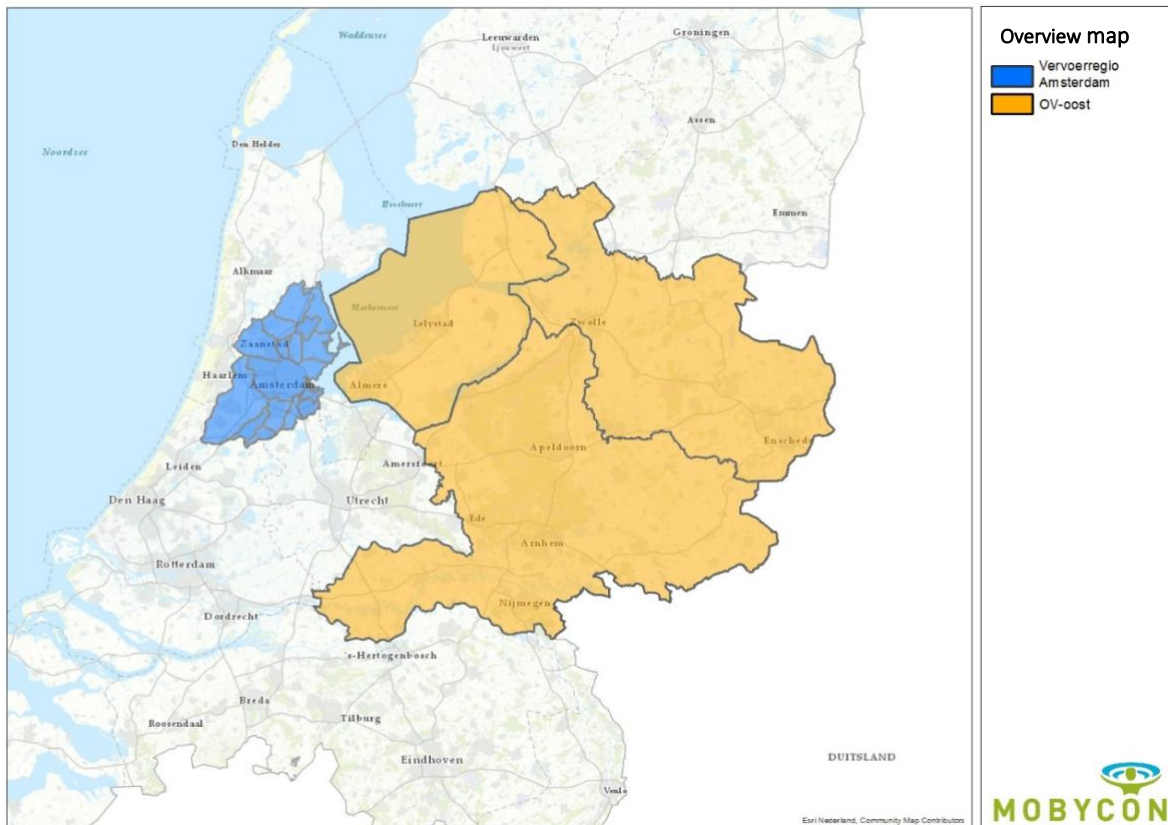 Overview map
Vervoerregio
Amsterdam
OV-oost
Waddenzee
Leeuwarden
Groningen
Assen
Noordzee
Den Helder
IJsselmeer
Emmen
Alkmaar
Markermeer
Lelystad
Zwolle
Zaanstad
Haarlem
Amsterdam
Almere
Enschede
Apeldoorn
Leiden
Amersfoort
Den Haag
Utrecht
Ede
Arnhem
Rotterdam
Nijmegen
Dordrecht
's-Hertogenbosch
Breda
Roosendaal
Tilburg
Eindhoven
DUITSLAND
Venlo
Esri Nederland, Community Map Contributors
MOBYCON